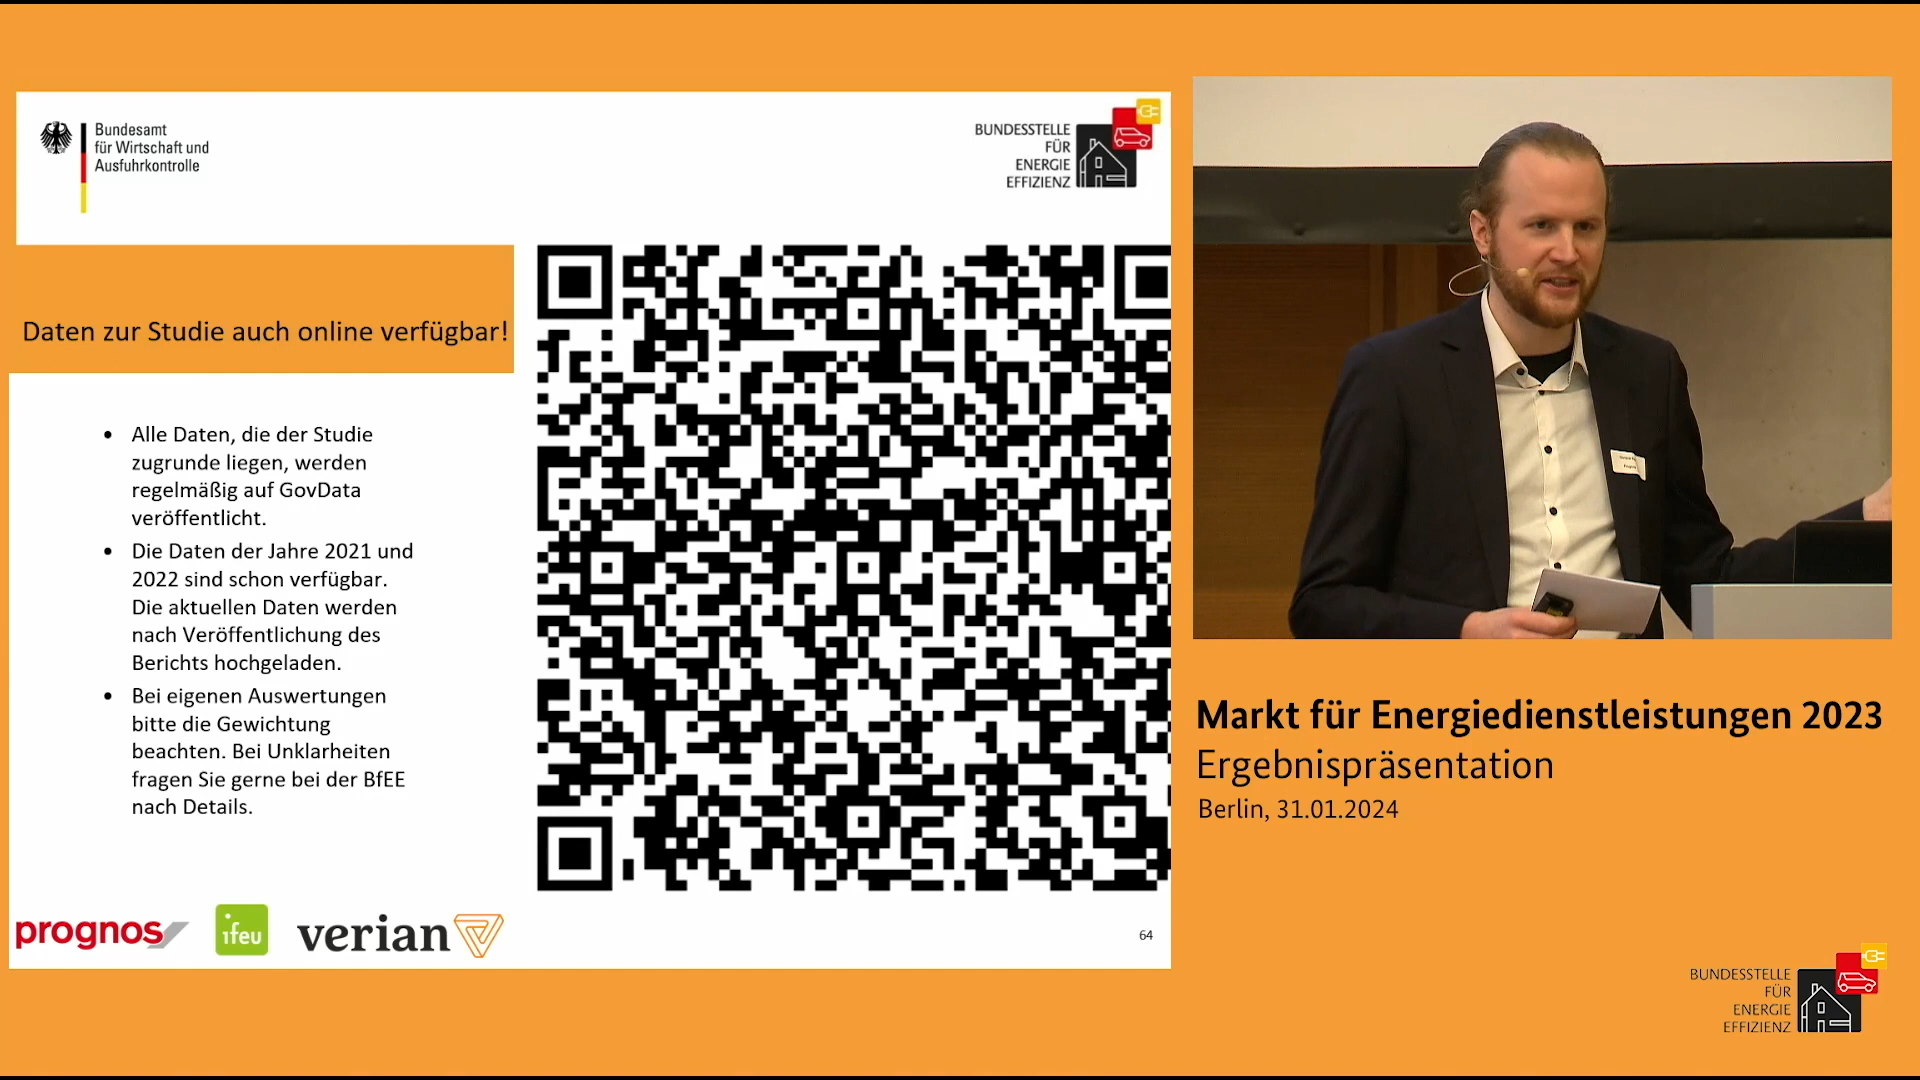 Bundesamt
für Wirtschaft und
Ausfuhrkontrolle
BUNDESSTELLE
FÜR
ENERGIE
EFFIZIENZ
Daten zur Studie auch online verfügbar!
• Alle Daten, die der Studie
zugrunde liegen, werden
regelmäßig auf GovData
veröffentlicht.
• Die Daten der Jahre 2021 und
2022 sind schon verfügbar.
Die aktuellen Daten werden
nach Veröffentlichung des
Berichts hochgeladen.
• Bei eigenen Auswertungen
bitte die Gewichtung
beachten. Bei Unklarheiten
fragen Sie gerne bei der BfEE
nach Details.
prognos
ifeu
verian
64
Markt für Energiedienstleistungen 2023
Ergebnispräsentation
Berlin, 31.01.2024
BUNDESSTELLE
FÜR
ENERGIE
EFFIZIENZ